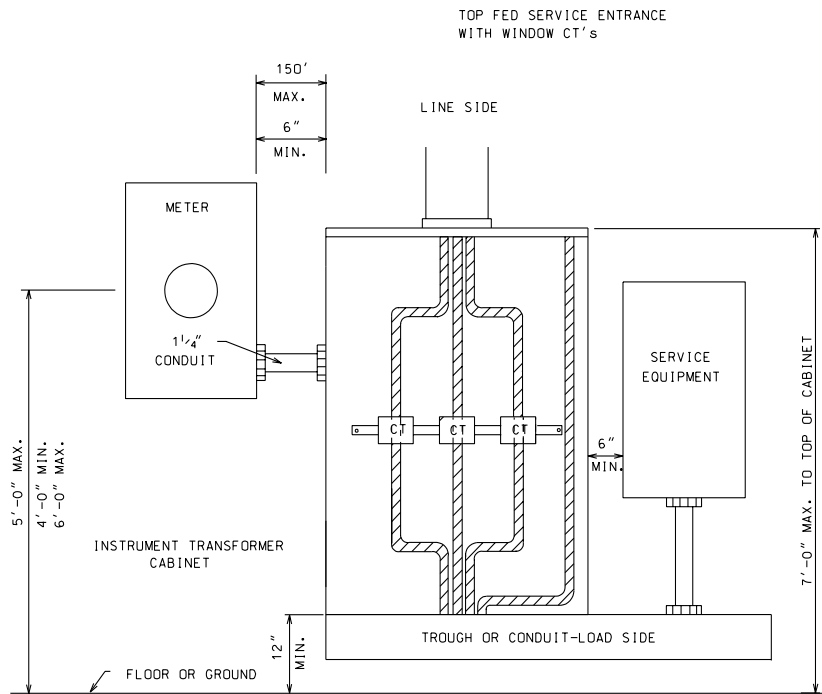 TOP FED SERVICE ENTRANCE
WITH WINDOW CT's
150'
MAX.
6"
MIN.
LINE SIDE
METER
1 1/4"
CONDUIT
SERVICE
EQUIPMENT
CT
CT
CT
6"
MIN.
5'-0" MAX.
4'-0" MIN.
6'-0" MAX.
7'-0" MAX. TO TOP OF CABINET
INSTRUMENT TRANSFORMER
CABINET
12"
MIN.
TROUGH OR CONDUIT-LOAD SIDE
FLOOR OR GROUND